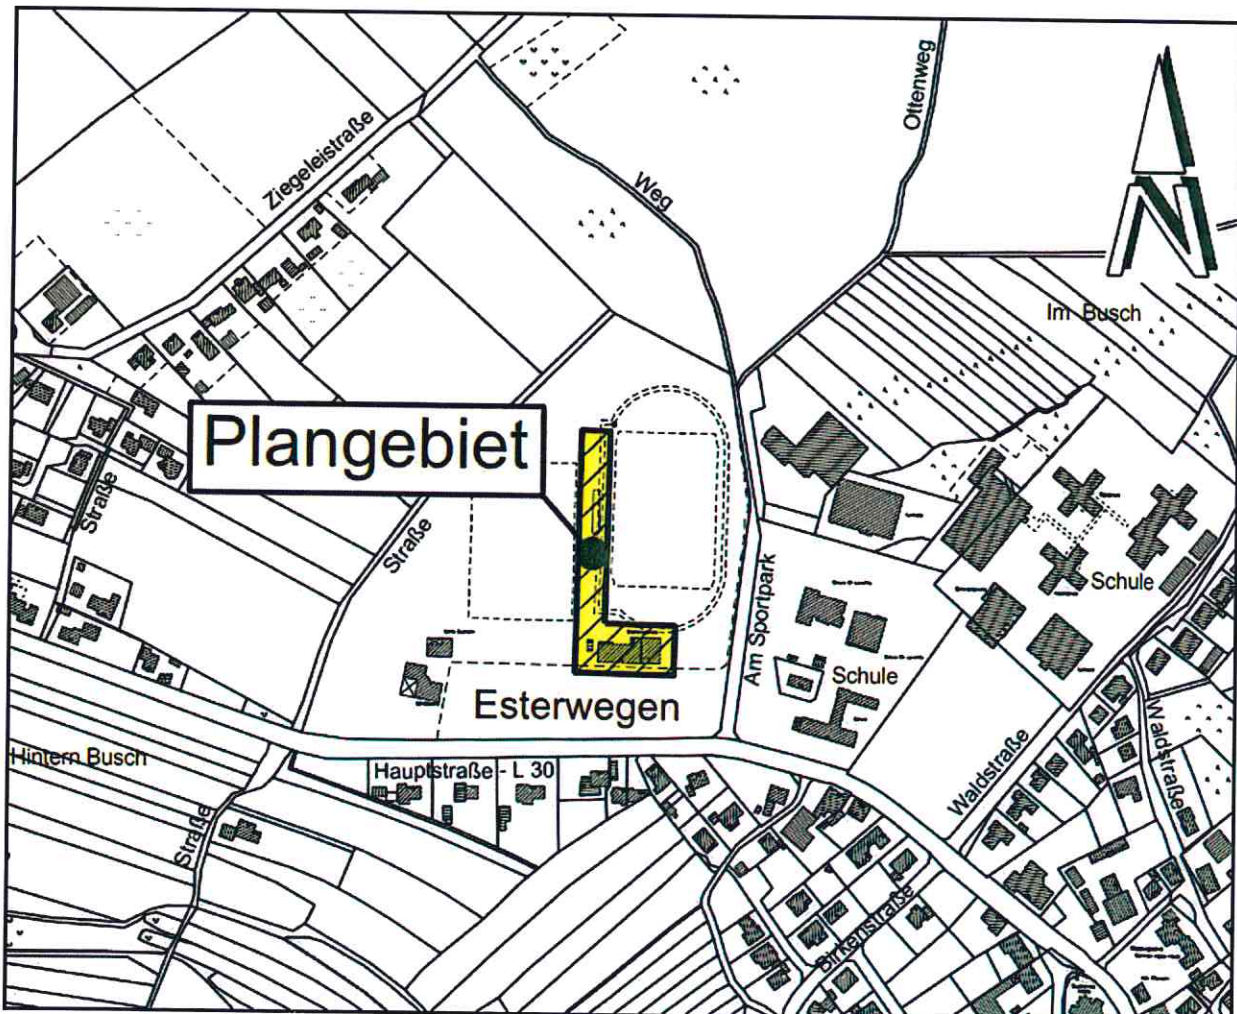 Ottenweg
Ziegeleistraße
Weg
N
Im Busch
Plangebiet
Straße
Straße
Schule
Am Sportpark
Schule
Esterwegen
Hintern Busch
Hauptstraße - L 30
Waldstraße
Waldstraße
Straße
Birkenstraße